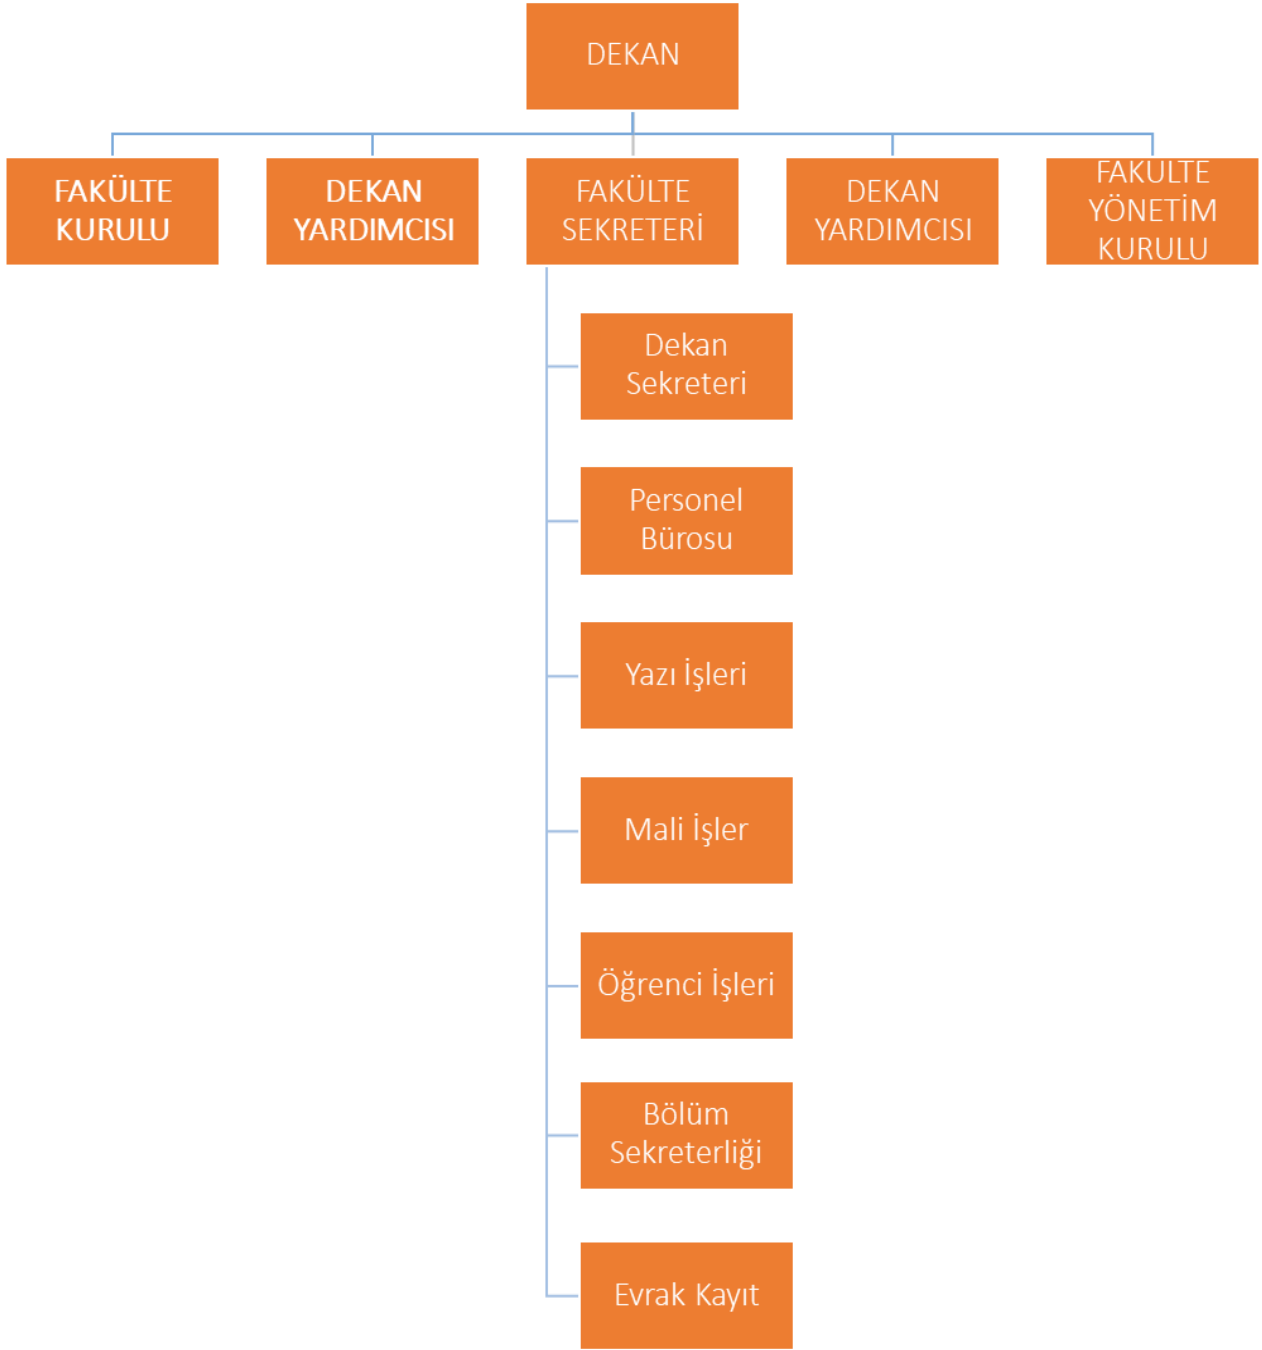 DEKAN
FAKÜLTE
KURULU
DEKAN
YARDIMCISI
FAKÜLTE
SEKRETERİ
DEKAN
YARDIMCISI
FAKÜLTE
YÖNETİM
KURULU
Dekan
Sekreteri
Personel
Bürosu
Yazı İşleri
Mali İşler
Öğrenci İşleri
Bölüm
Sekreterliği
Evrak Kayıt